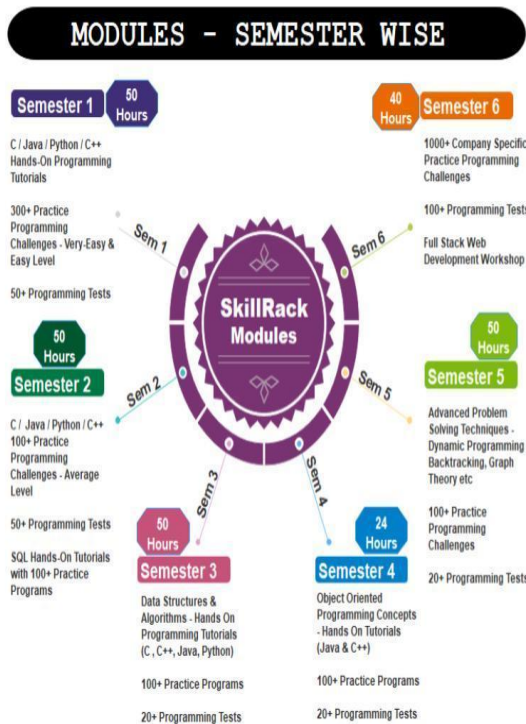 MODULES - SEMESTER WISE
Semester 1
50
Hours
C / Java / Python / C++
Hands-On Programming
Tutorials
300+ Practice
Programming
Challenges - Very-Easy &
Easy Level
50+ Programming Tests
50
Hours
Semester 2
C / Java / Python / C++
100+ Practice
Programming
Challenges - Average
Level
50+ Programming Tests
SQL Hands-On Tutorials
with 100+ Practice
Programs
50
Hours
Semester 3
Data Structures &
Algorithms - Hands On
Programming Tutorials
(C , C++, Java, Python)
100+ Practice Programs
20+ Programming Tests
24
Hours
Semester 4
Object Oriented
Programming Concepts
- Hands On Tutorials
(Java & C++)
100+ Practice Programs
20+ Programming Tests
50
Hours
Semester 5
Advanced Problem
Solving Techniques -
Dynamic Programming
Backtracking, Graph
Theory etc
100+ Practice
Programming
Challenges
20+ Programming Tests
40
Hours
Semester 6
1000+ Company Specific
Practice Programming
Challenges
100+ Programming Tests
Full Stack Web
Development Workshop
SkillRack
Modules
Sem 1
Sem 2
Sem 3
Sem 4
Sem 5
Sem 6